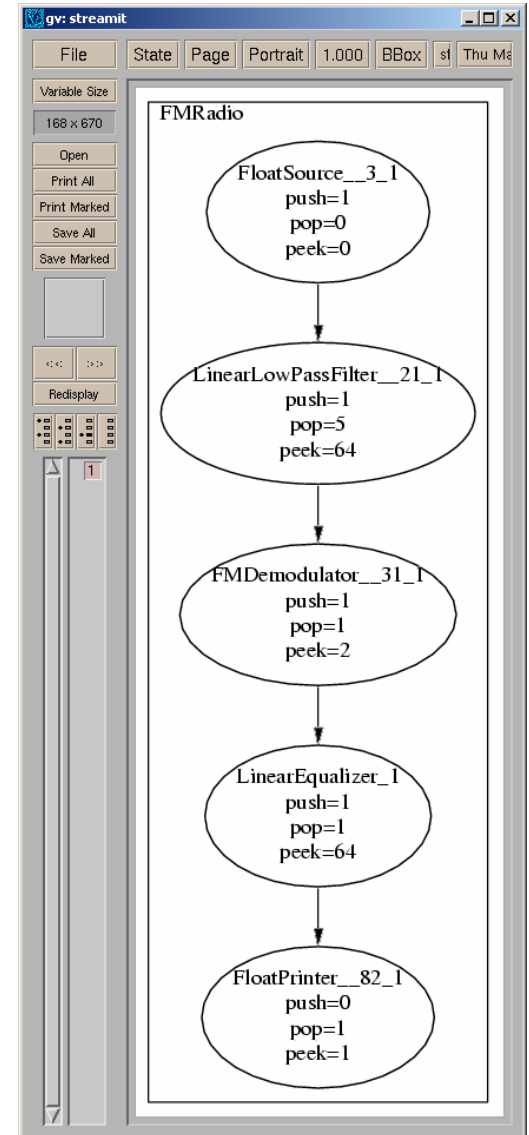 gv: streamit
File
State Page Portrait 1.000 BBox st Thu Ma
Variable Size
168 x 670
Open
Print All
Print Marked
Save All
Save Marked
<< >>
Redisplay
1
FMRadio
FloatSource__3_1
push=1
pop=0
peek=0
LinearLowPassFilter__21_1
push=1
pop=5
peek=64
FMDemodulator__31_1
push=1
pop=1
peek=2
LinearEqualizer_1
push=1
pop=1
peek=64
FloatPrinter__82_1
push=0
pop=1
peek=1